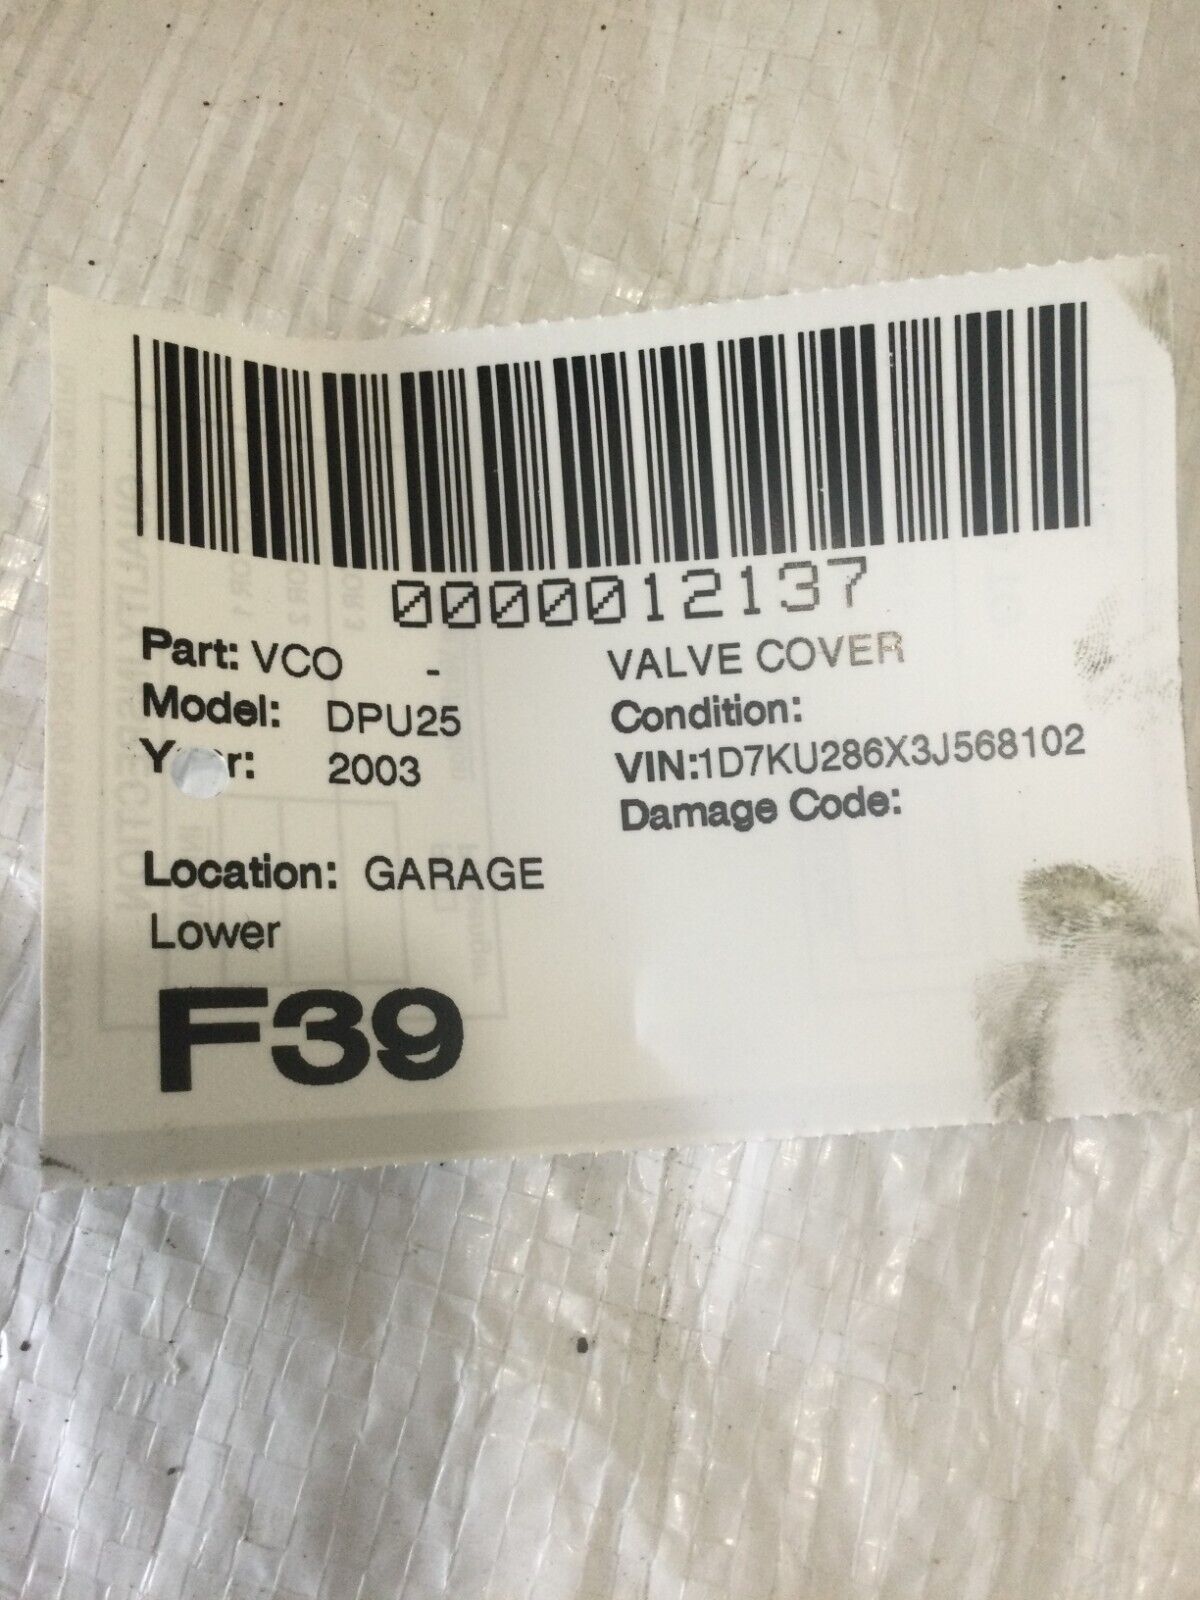 0000012137
Part: VCO - VALVE COVER
Model: DPU25 Condition:
Y r: 2003 VIN:1D7KU286X3J568102
Damage Code:
Location: GARAGE
Lower
F39